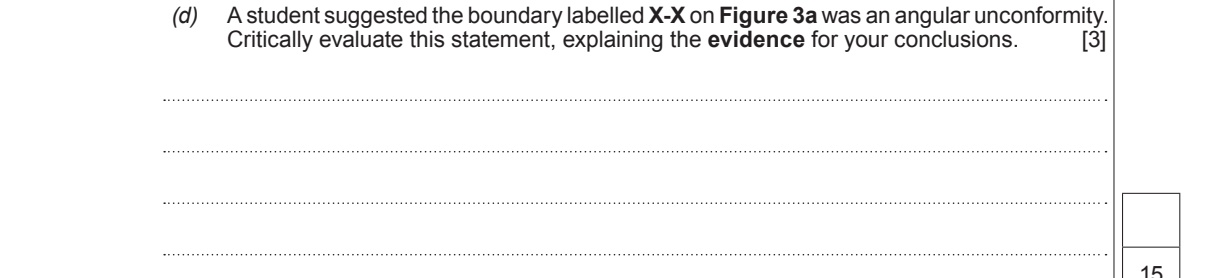 (d) A student suggested the boundary labelled X-X on Figure 3a was an angular unconformity.
Critically evaluate this statement, explaining the evidence for your conclusions. [3]
15